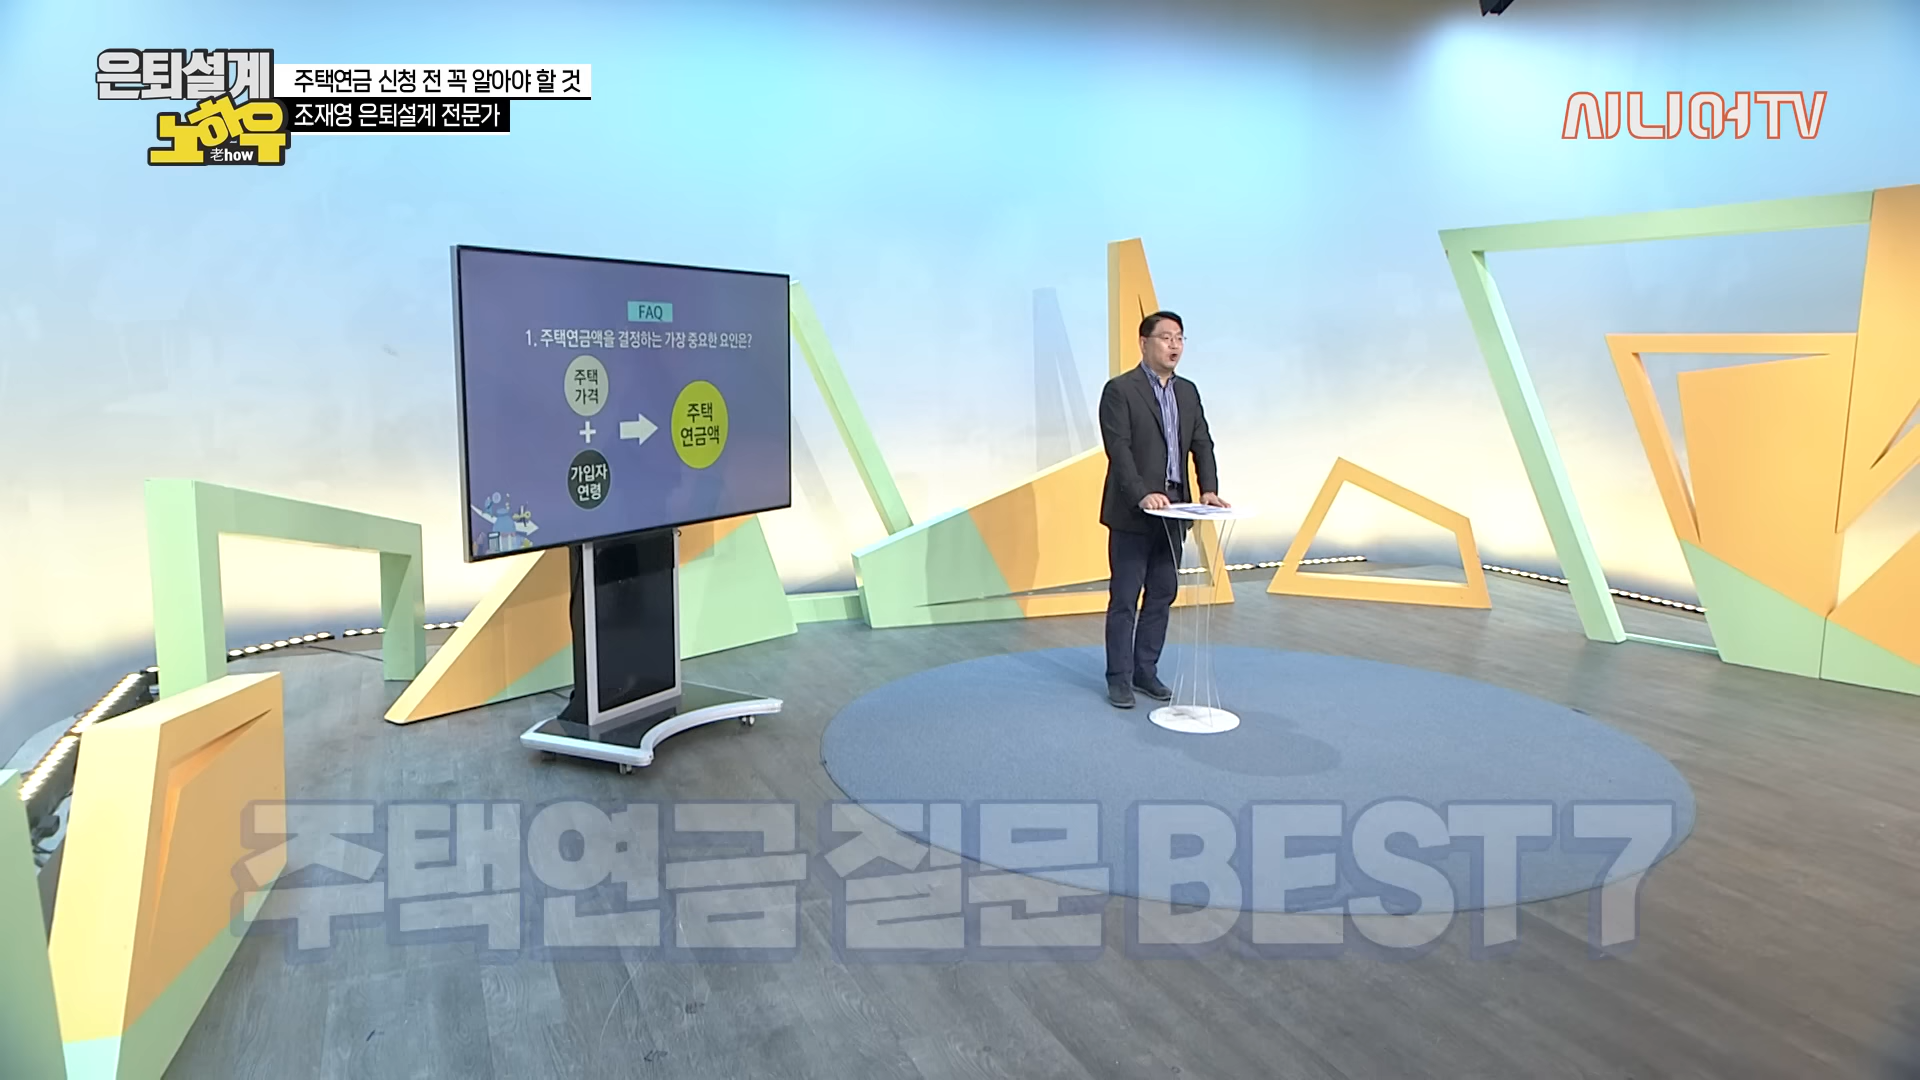 은퇴설계
노하우
老how
주택연금 신청 전 꼭 알아야 할 것
조재영 은퇴설계 전문가
시니어TV
FAQ
1. 주택연금액을 결정하는 가장 중요한 요인은?
주택
가격
+
가입자
연령
주택
연금액
주택연금 질문 BEST 7